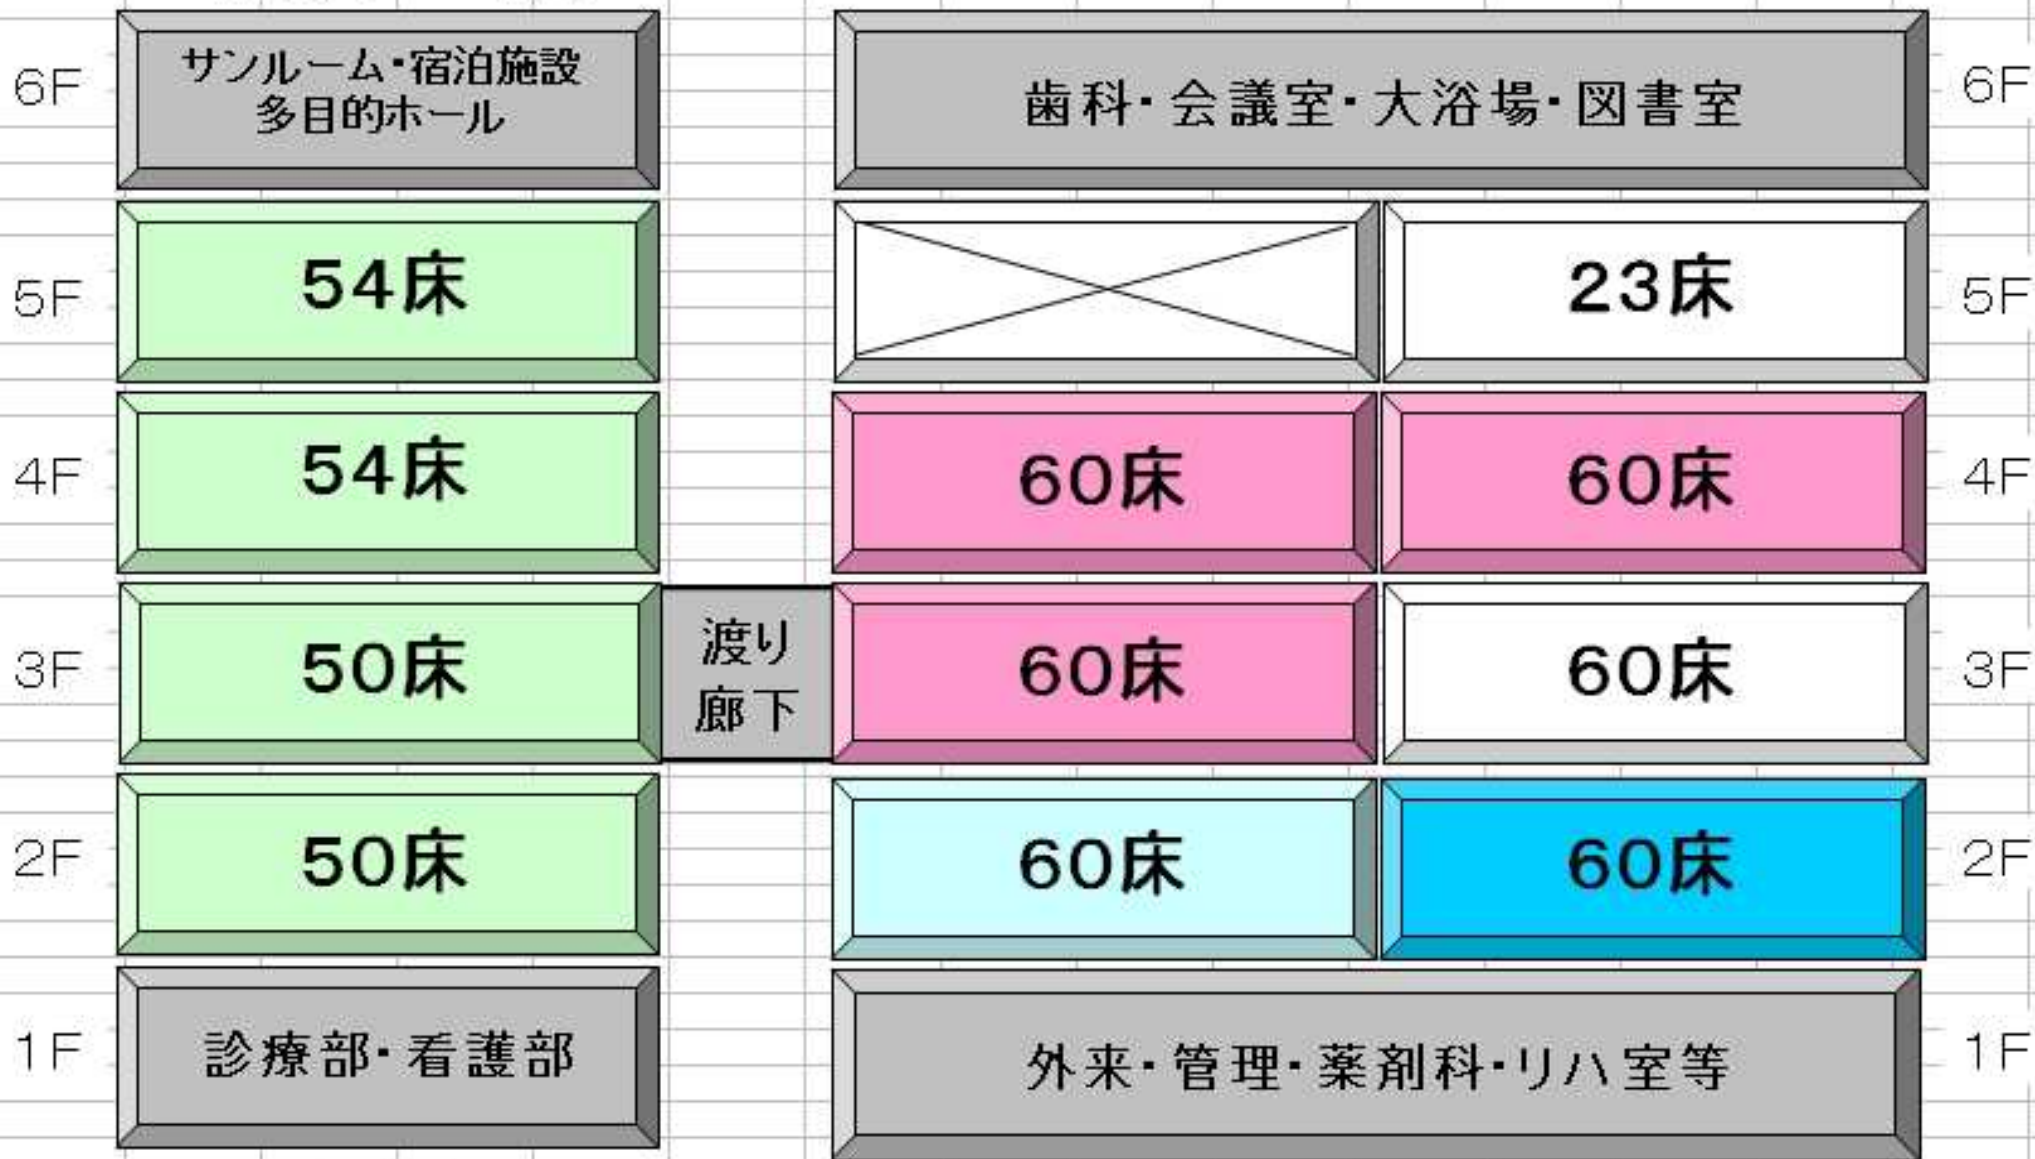 6F
サンルーム・宿泊施設
多目的ホール
歯科・会議室・大浴場・図書室
6F
5F
54床
23床
5F
4F
54床
60床
60床
4F
3F
50床
渡り
廊下
60床
60床
3F
2F
50床
60床
60床
2F
1F
診療部・看護部
外来・管理・薬剤科・リハ室等
1F